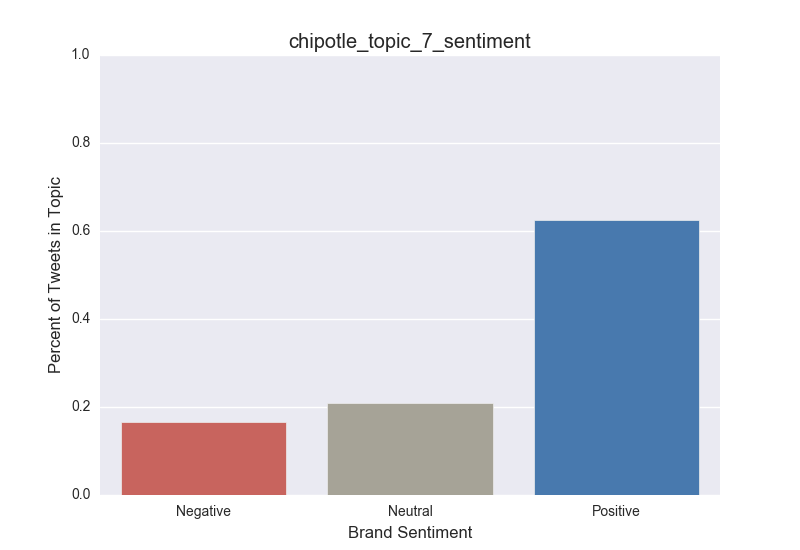 chipotle_topic_7_sentiment
1.0
0.8
0.6
0.4
0.2
0.0
Percent of Tweets in Topic
Negative Neutral Positive
Brand Sentiment